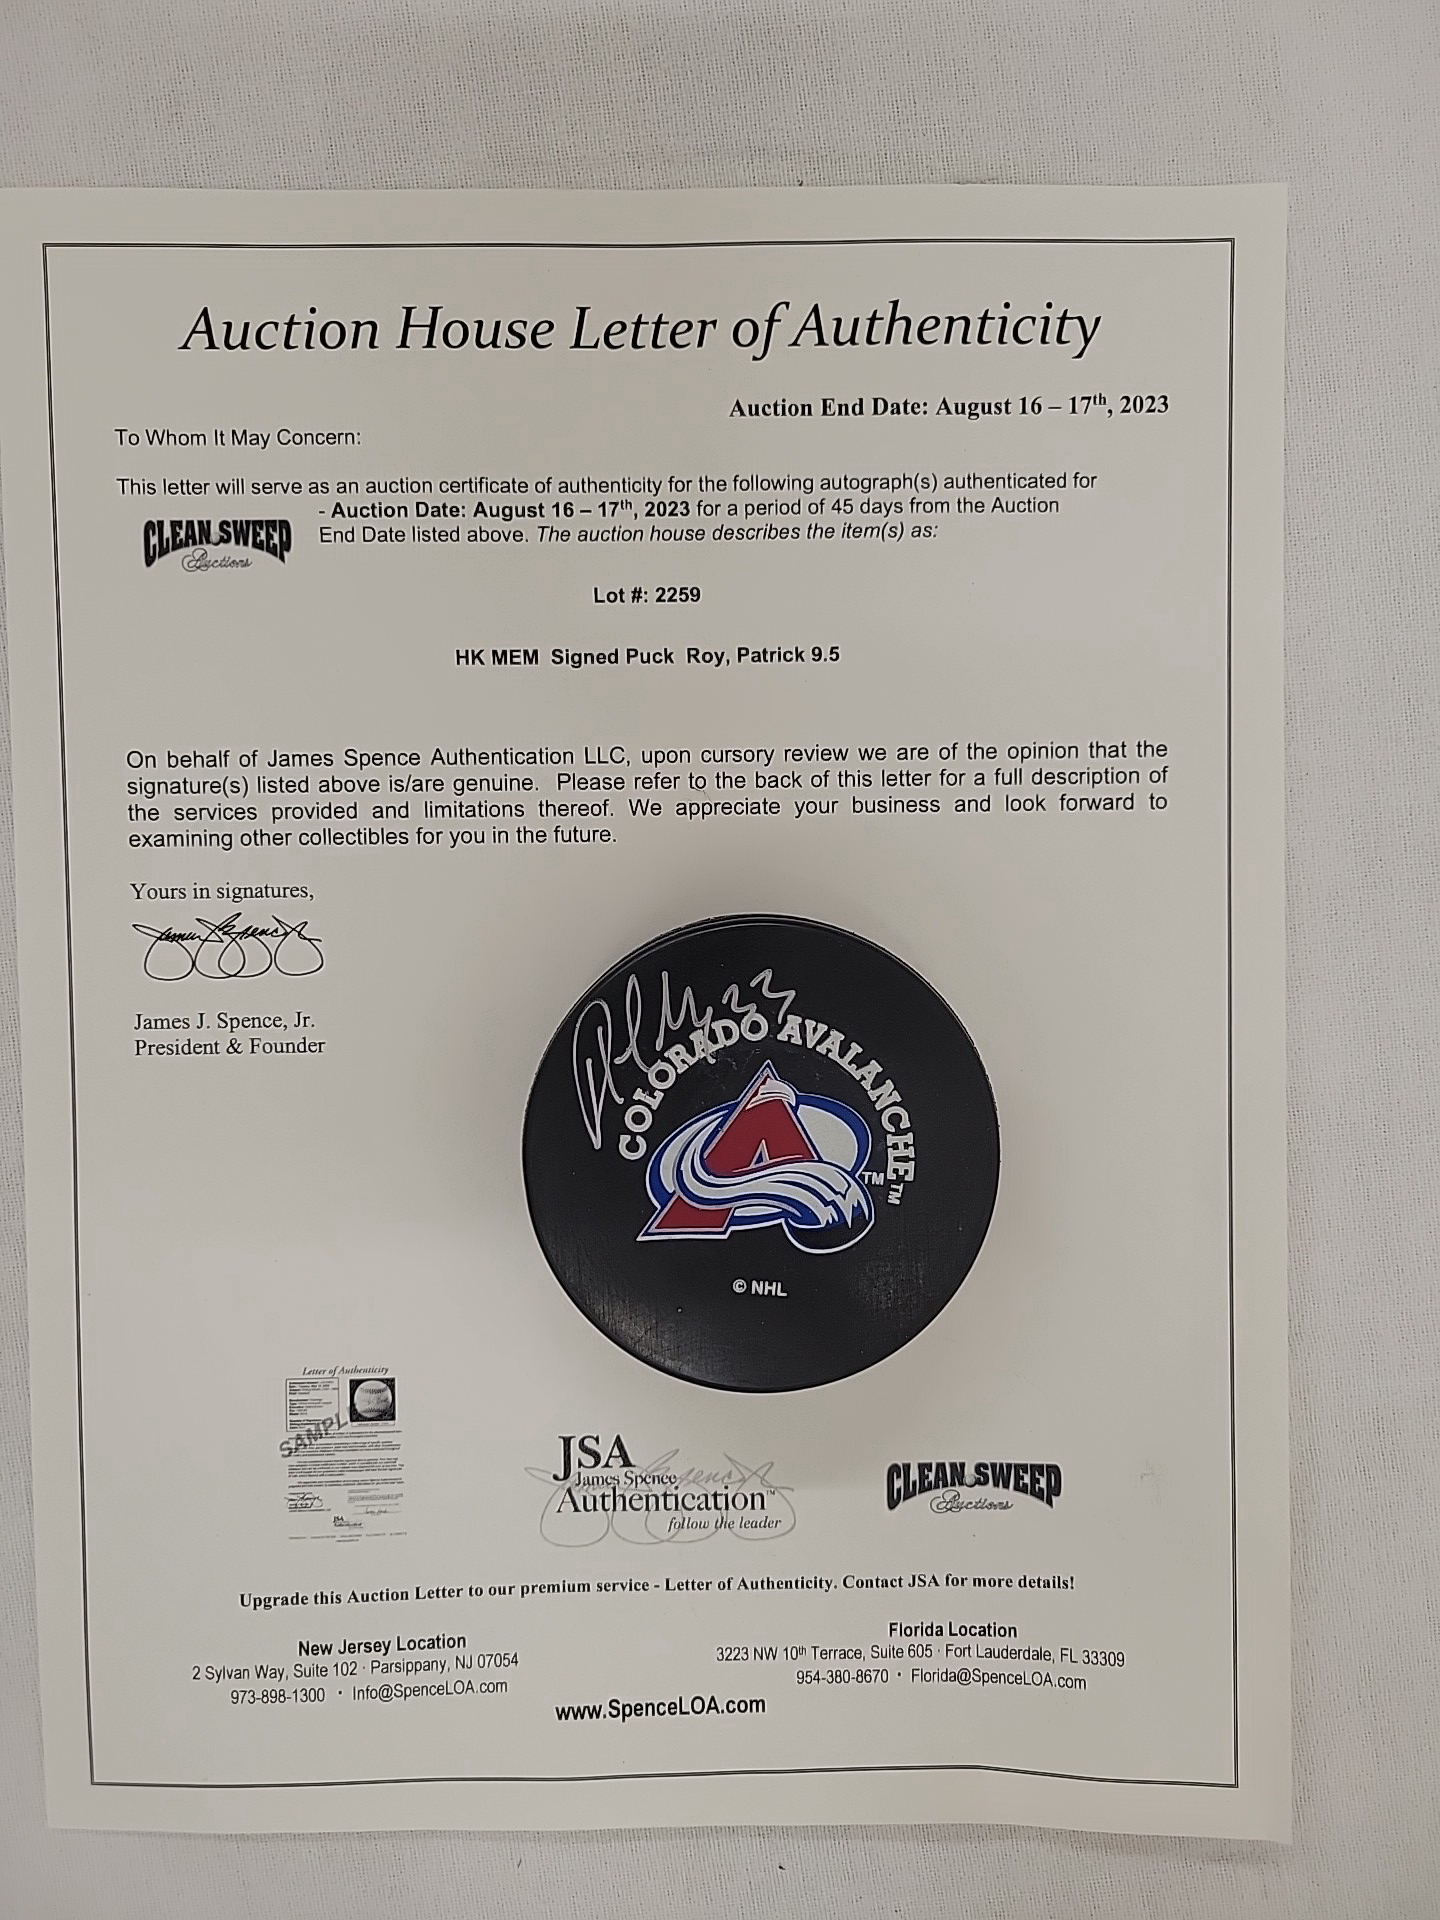 Auction House Letter of Authenticity
Auction End Date: August 16 – 17th, 2023
To Whom It May Concern:
This letter will serve as an auction certificate of authenticity for the following autograph(s) authenticated for
CLEAN SWEEP
Auctions
- Auction Date: August 16 – 17th, 2023 for a period of 45 days from the Auction
End Date listed above. The auction house describes the item(s) as:
Lot #: 2259
HK MEM Signed Puck Roy, Patrick 9.5
On behalf of James Spence Authentication LLC, upon cursory review we are of the opinion that the
signature(s) listed above is/are genuine. Please refer to the back of this letter for a full description of
the services provided and limitations thereof. We appreciate your business and look forward to
examining other collectibles for you in the future.
Yours in signatures,
James J. Spence, Jr.
President & Founder
33
COLORADO AVALANCHE™
TM
© NHL
Letter of Authenticity
SAMPLE
JSA
James Spence
Authentication™
follow the leader
CLEAN SWEEP
Auctions
Upgrade this Auction Letter to our premium service - Letter of Authenticity. Contact JSA for more details!
New Jersey Location
2 Sylvan Way, Suite 102 · Parsippany, NJ 07054
973-898-1300 · Info@SpenceLOA.com
Florida Location
3223 NW 10th Terrace, Suite 605 · Fort Lauderdale, FL 33309
954-380-8670 · Florida@SpenceLOA.com
www.SpenceLOA.com